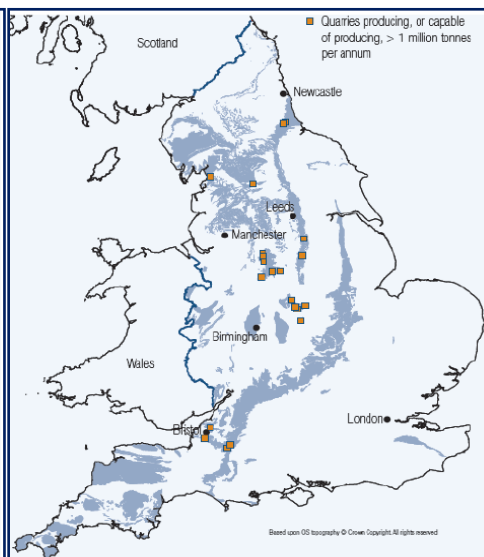 Scotland
Quarries producing, or capable
of producing, > 1 million tonnes
per annum
Newcastle
Leeds
Manchester
Birmingham
Wales
London
Bristol
Based upon OS topography © Crown Copyright. All rights reserved